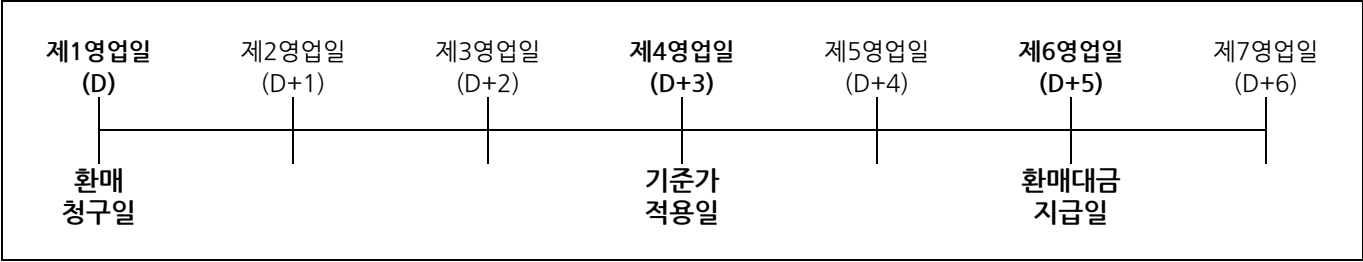 제1영업일 제2영업일 제3영업일 제4영업일 제5영업일 제6영업일 제7영업일
(D) (D+1) (D+2) (D+3) (D+4) (D+5) (D+6)
환매 기준가 환매대금
청구일 적용일 지급일